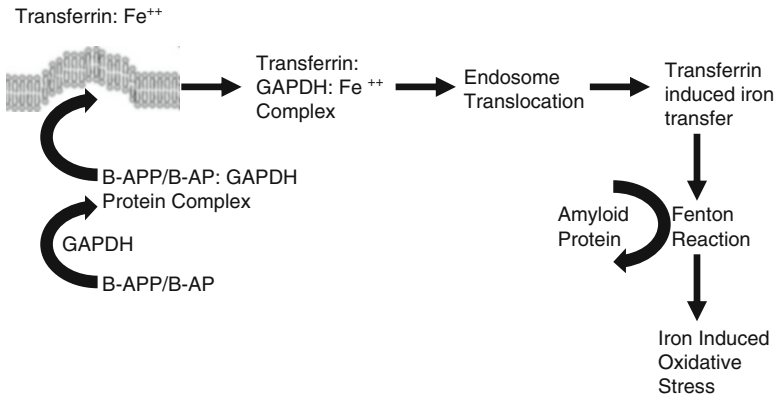 Transferrin: Fe++
Transferrin:
GAPDH: Fe ++
Complex
Endosome
Translocation
Transferrin
induced iron
transfer
B-APP/B-AP: GAPDH
Protein Complex
GAPDH
B-APP/B-AP
Amyloid
Protein
Fenton
Reaction
Iron Induced
Oxidative
Stress